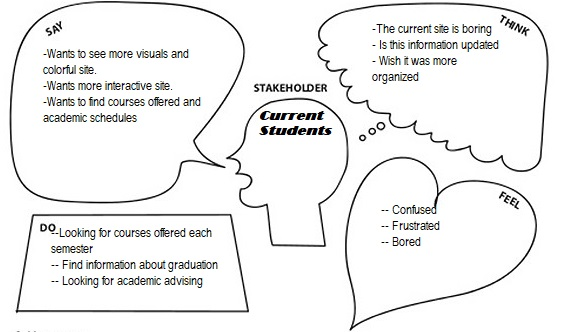 SAY
-Wants to see more visuals and
colorful site.
-Wants more interactive site.
-Wants to find courses offered and
academic schedules
THINK
-The current site is boring
- Is this information updated
- Wish it was more
organized
STAKEHOLDER
Current
Students
DO
-Looking for courses offered each
semester
-- Find information about graduation
-- Looking for academic advising
FEEL
-- Confused
-- Frustrated
-- Bored